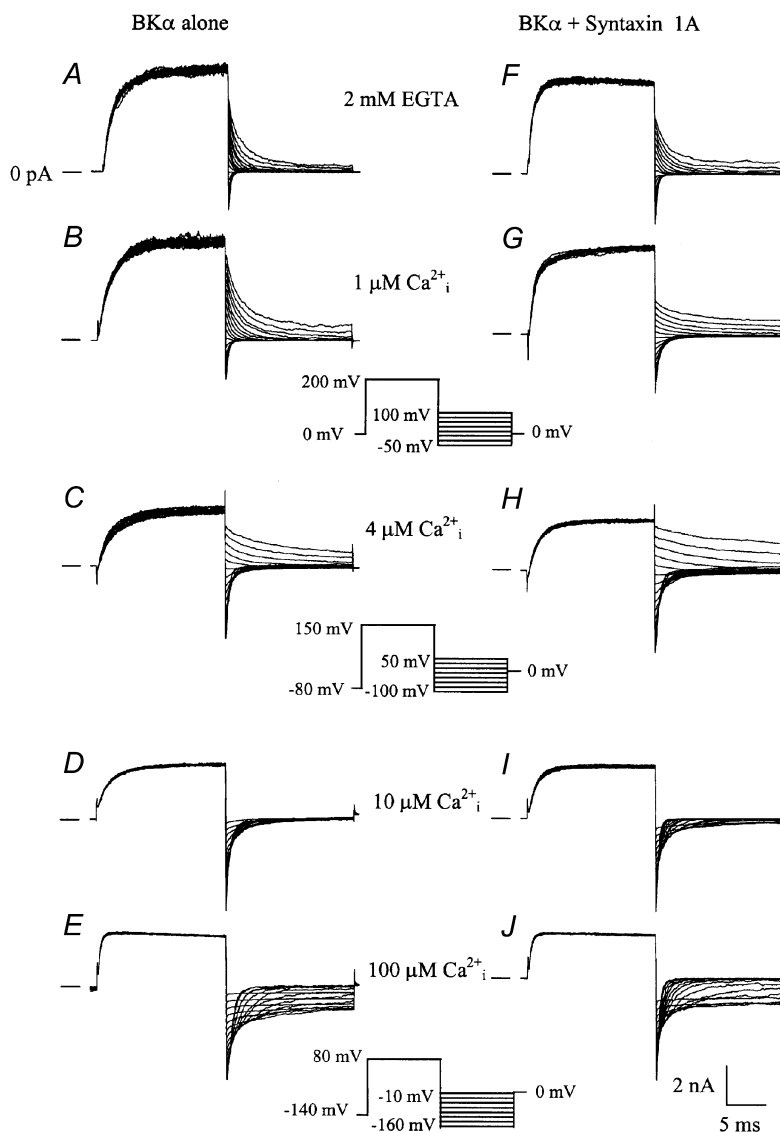 BKα alone
BKα + Syntaxin 1A
A
F
2 mM EGTA
0 pA
B
G
1 µM Ca²⁺ᵢ
200 mV
100 mV
0 mV
0 mV
-50 mV
C
H
4 µM Ca²⁺ᵢ
150 mV
50 mV
0 mV
-80 mV
-100 mV
D
I
10 µM Ca²⁺ᵢ
E
J
100 µM Ca²⁺ᵢ
80 mV
-10 mV
0 mV
-140 mV
-160 mV
2 nA
5 ms